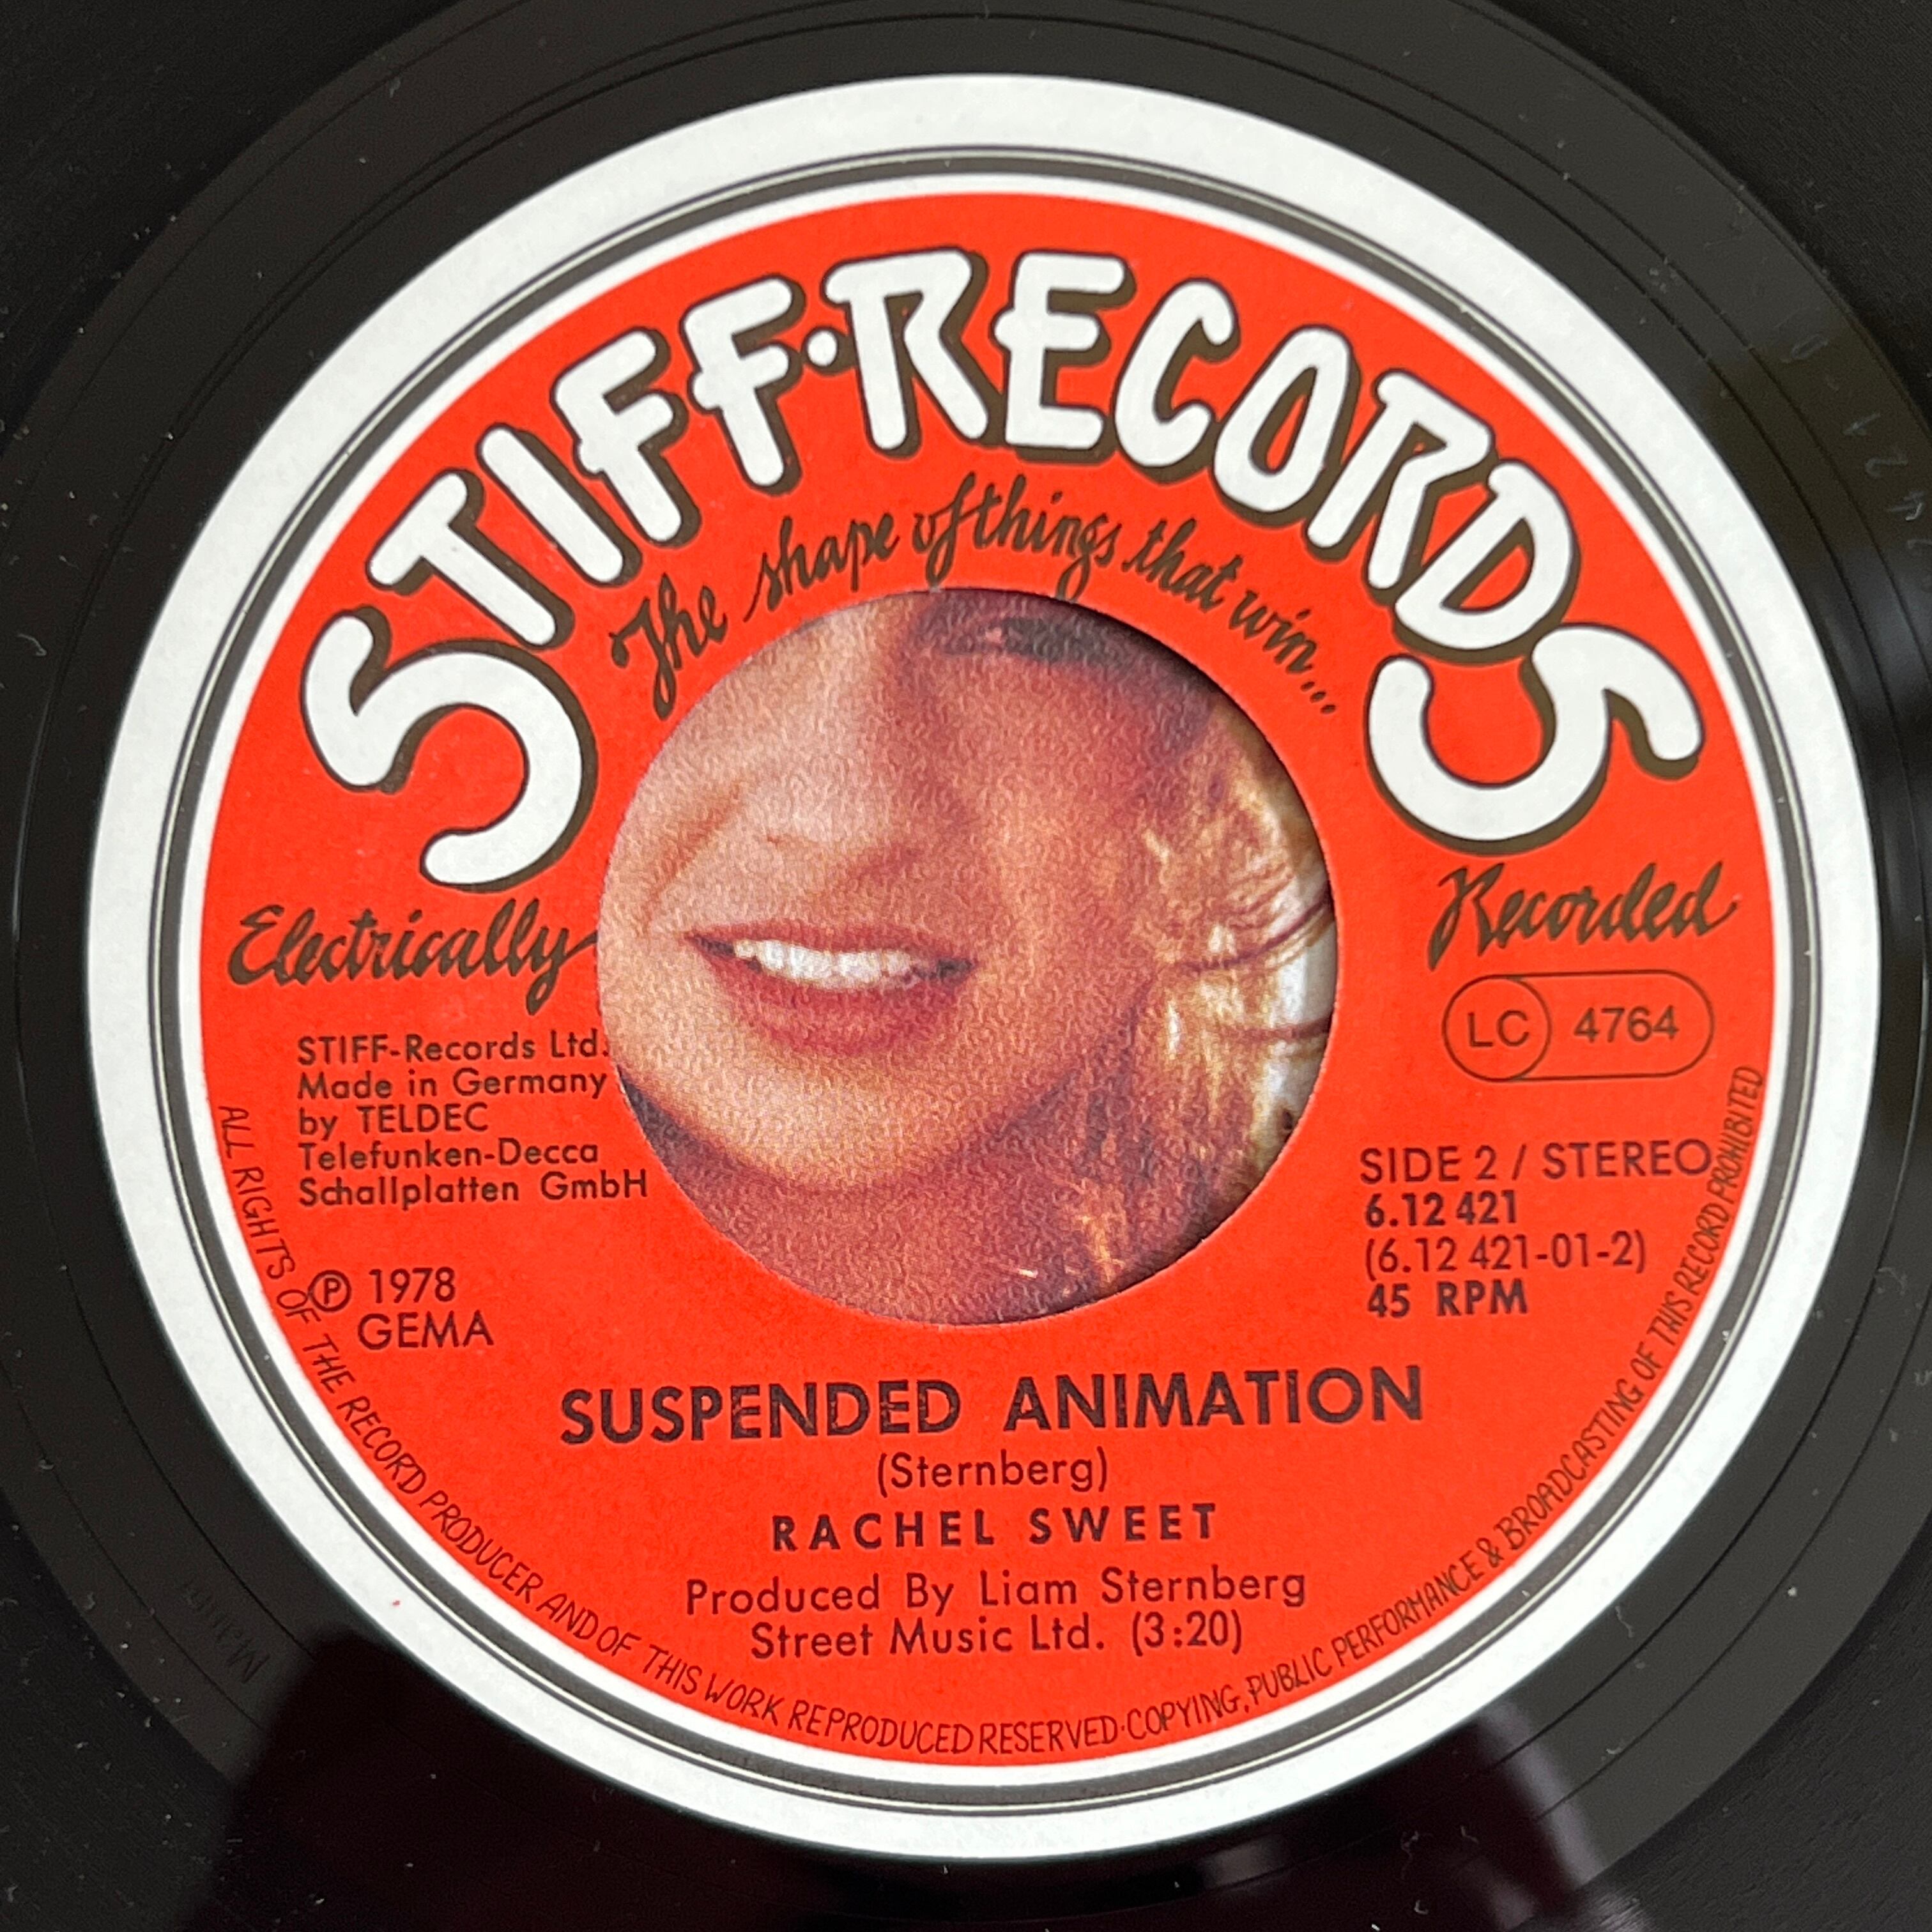 STIFF·RECORDS
The shape of things that win...
Electrically
Recorded
LC 4764
STIFF-Records Ltd.
Made in Germany
by TELDEC
Telefunken-Decca
Schallplatten GmbH
SIDE 2 / STEREO
6.12 421
(6.12 421-01-2)
45 RPM
℗ 1978
GEMA
SUSPENDED ANIMATION
(Sternberg)
RACHEL SWEET
Produced By Liam Sternberg
Street Music Ltd. (3:20)
ALL RIGHTS OF THE RECORD PRODUCER AND OF THIS WORK REPRODUCED RESERVED·COPYING, PUBLIC PERFORMANCE & BROADCASTING OF THIS RECORD PROHIBITED